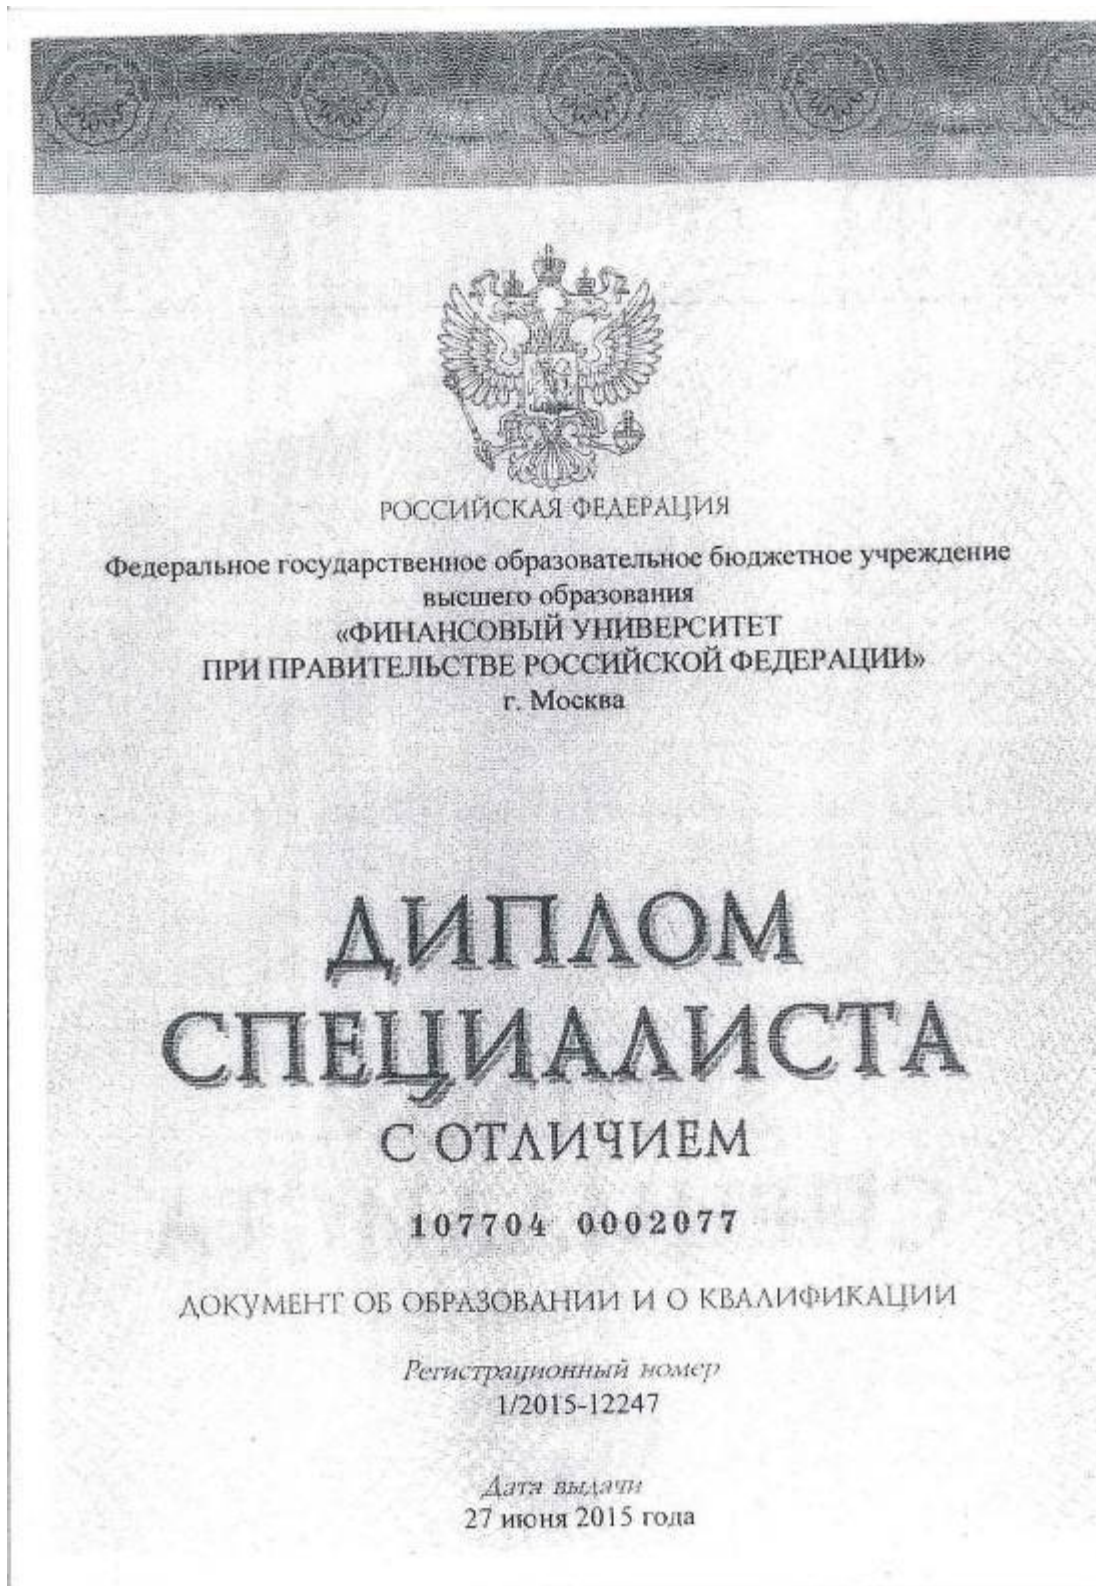 РОССИЙСКАЯ ФЕДЕРАЦИЯ
Федеральное государственное образовательное бюджетное учреждение
высшего образования
«ФИНАНСОВЫЙ УНИВЕРСИТЕТ
ПРИ ПРАВИТЕЛЬСТВЕ РОССИЙСКОЙ ФЕДЕРАЦИИ»
г. Москва
ДИПЛОМ
СПЕЦИАЛИСТА
С ОТЛИЧИЕМ
107704 0002077
ДОКУМЕНТ ОБ ОБРАЗОВАНИИ И О КВАЛИФИКАЦИИ
Регистрационный номер
1/2015-12247
Дата выдачи
27 июня 2015 года